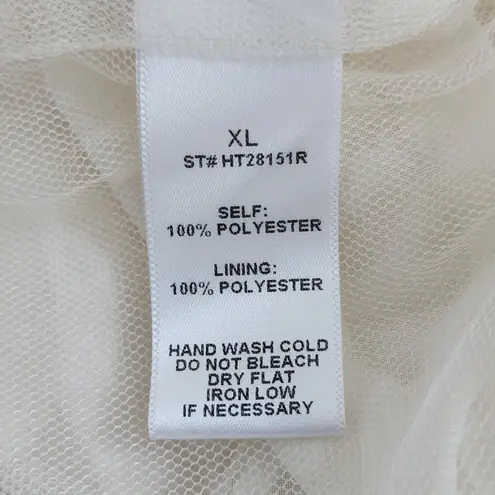 XL
ST# HT28151R
SELF:
100% POLYESTER
LINING:
100% POLYESTER
HAND WASH COLD
DO NOT BLEACH
DRY FLAT
IRON LOW
IF NECESSARY